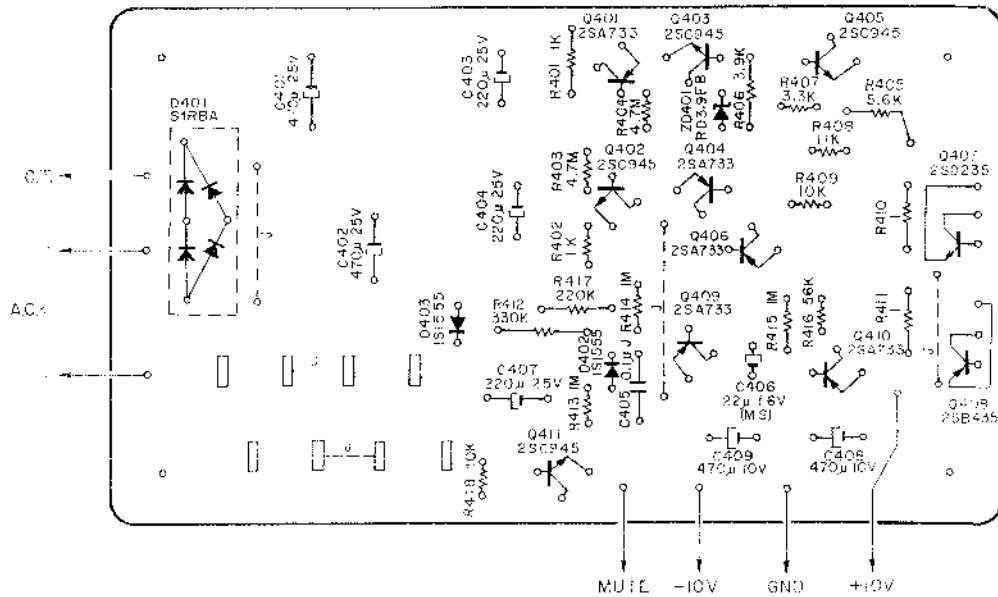 Q401
2SA733
Q403
2SC945
Q405
2SC945
C401
470μ 25V
C403
220μ 25V
R401 1K
R404
4.7M
ZD401
RD3.9FB
R406 3.9K
R407
3.3K
R405
5.6K
D401
S1RBA
R408
11K
Q402
2SC945
Q404
2SA733
Q407
2SD235
R403
4.7M
R409
10K
C404
220μ 25V
R410
C402
470μ 25V
R402
1K
Q406
2SA733
R417
220K
R412
330K
R414 1M
J
Q409
2SA733
R415 1M
R416 56K
R411
D403
1S1555
D402
1S1555
Q410
2SA733
A.C.
C407
220μ 25V
R413 1M
C405 0.1μ
J
C406
22μ 16V
(MS)
Q408
2SB435
Q411
2SC945
R418 10K
C409
470μ 10V
C408
470μ 10V
MUTE
-10V
GND
+10V